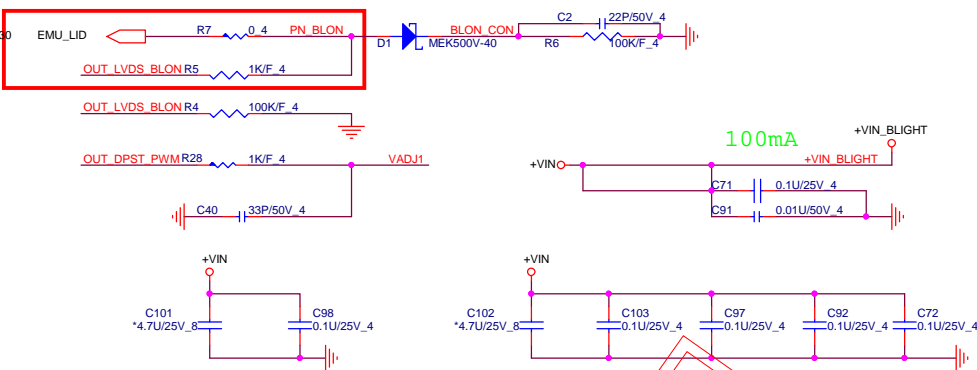 C2 22P/50V_4
30 EMU_LID R7 0_4 PN_BLON BLON_CON
D1 MEK500V-40 R6 100K/F_4
OUT_LVDS_BLON R5 1K/F_4
OUT_LVDS_BLON R4 100K/F_4
100mA +VIN_BLIGHT
OUT_DPST_PWM R28 1K/F_4 VADJ1 +VIN +VIN_BLIGHT
C71 0.1U/25V_4
C40 33P/50V_4 C91 0.01U/50V_4
+VIN +VIN
C101 C98 C102 C103 C97 C92 C72
*4.7U/25V_8 0.1U/25V_4 *4.7U/25V_8 0.1U/25V_4 0.1U/25V_4 0.1U/25V_4 0.1U/25V_4